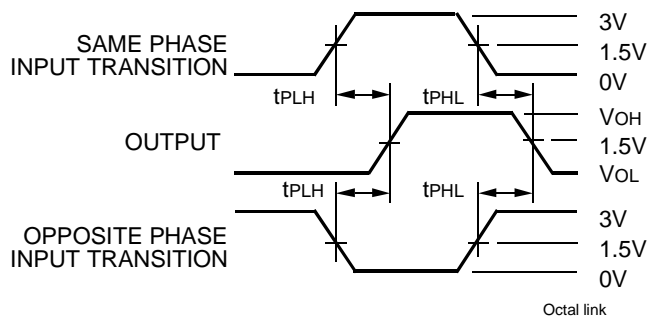 SAME PHASE
INPUT TRANSITION
3V
1.5V
0V
tPLH
tPHL
OUTPUT
VOH
1.5V
VOL
tPLH
tPHL
OPPOSITE PHASE
INPUT TRANSITION
3V
1.5V
0V
Octal link